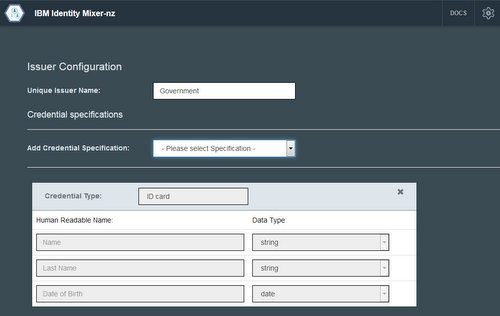 IBM Identity Mixer-nz
DOCS
Issuer Configuration
Unique Issuer Name:
Government
Credential specifications
Add Credential Specification:
- Please select Specification -
Credential Type:
ID card
Human Readable Name:
Data Type
Name
string
Last Name
string
Date of Birth
date